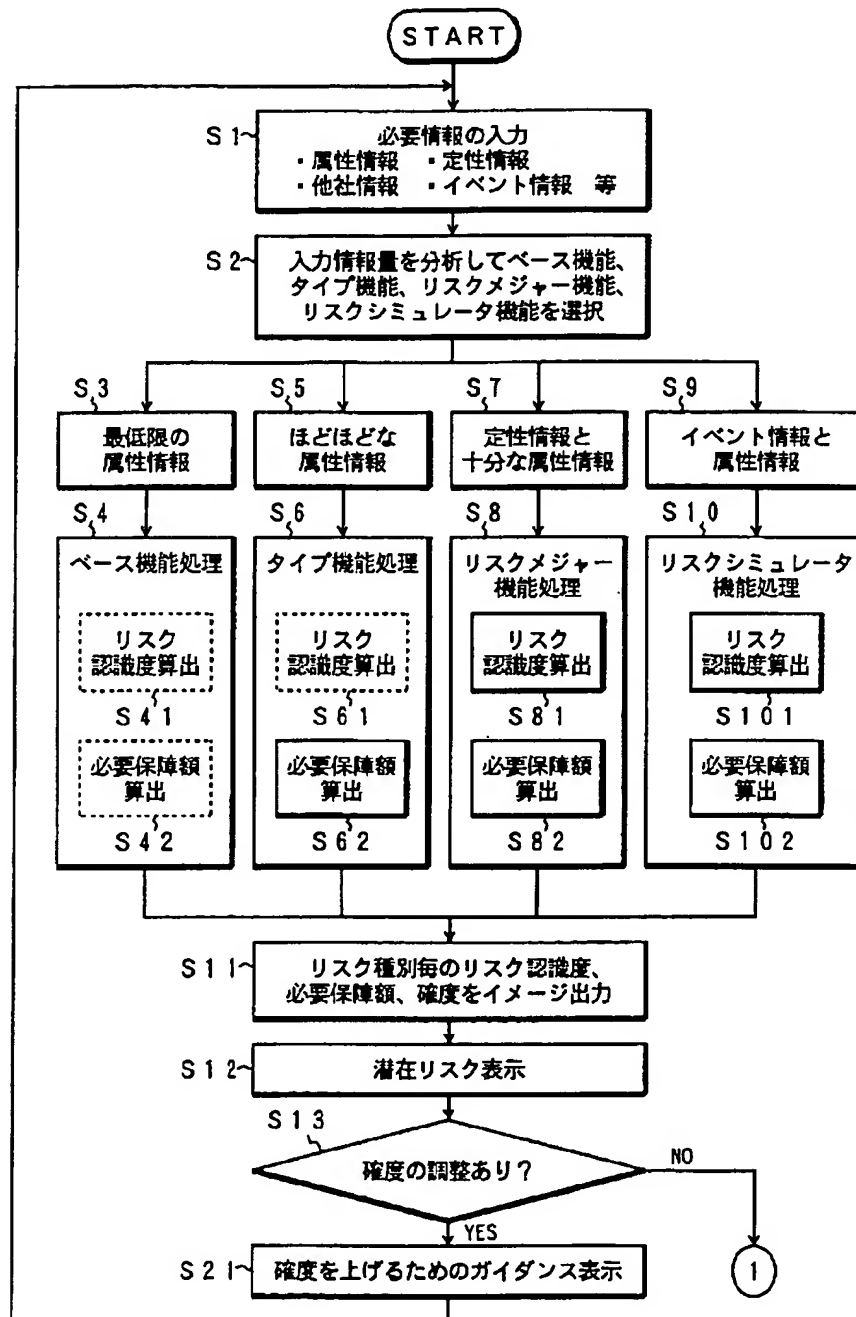 START
S1
必要情報の入力
・属性情報 ・定性情報
・他社情報 ・イベント情報 等
S2
入力情報量を分析してベース機能、
タイプ機能、リスクメジャー機能、
リスクシミュレータ機能を選択
S3
最低限の
属性情報
S5
ほどほどな
属性情報
S7
定性情報と
十分な属性情報
S9
イベント情報と
属性情報
S4
ベース機能処理
リスク
認識度算出
S41
必要保障額
算出
S42
S6
タイプ機能処理
リスク
認識度算出
S61
必要保障額
算出
S62
S8
リスクメジャー
機能処理
リスク
認識度算出
S81
必要保障額
算出
S82
S10
リスクシミュレータ
機能処理
リスク
認識度算出
S101
必要保障額
算出
S102
S11
リスク種別毎のリスク認識度、
必要保障額、確度をイメージ出力
S12
潜在リスク表示
S13
確度の調整あり？
NO
YES
S21
確度を上げるためのガイダンス表示
1